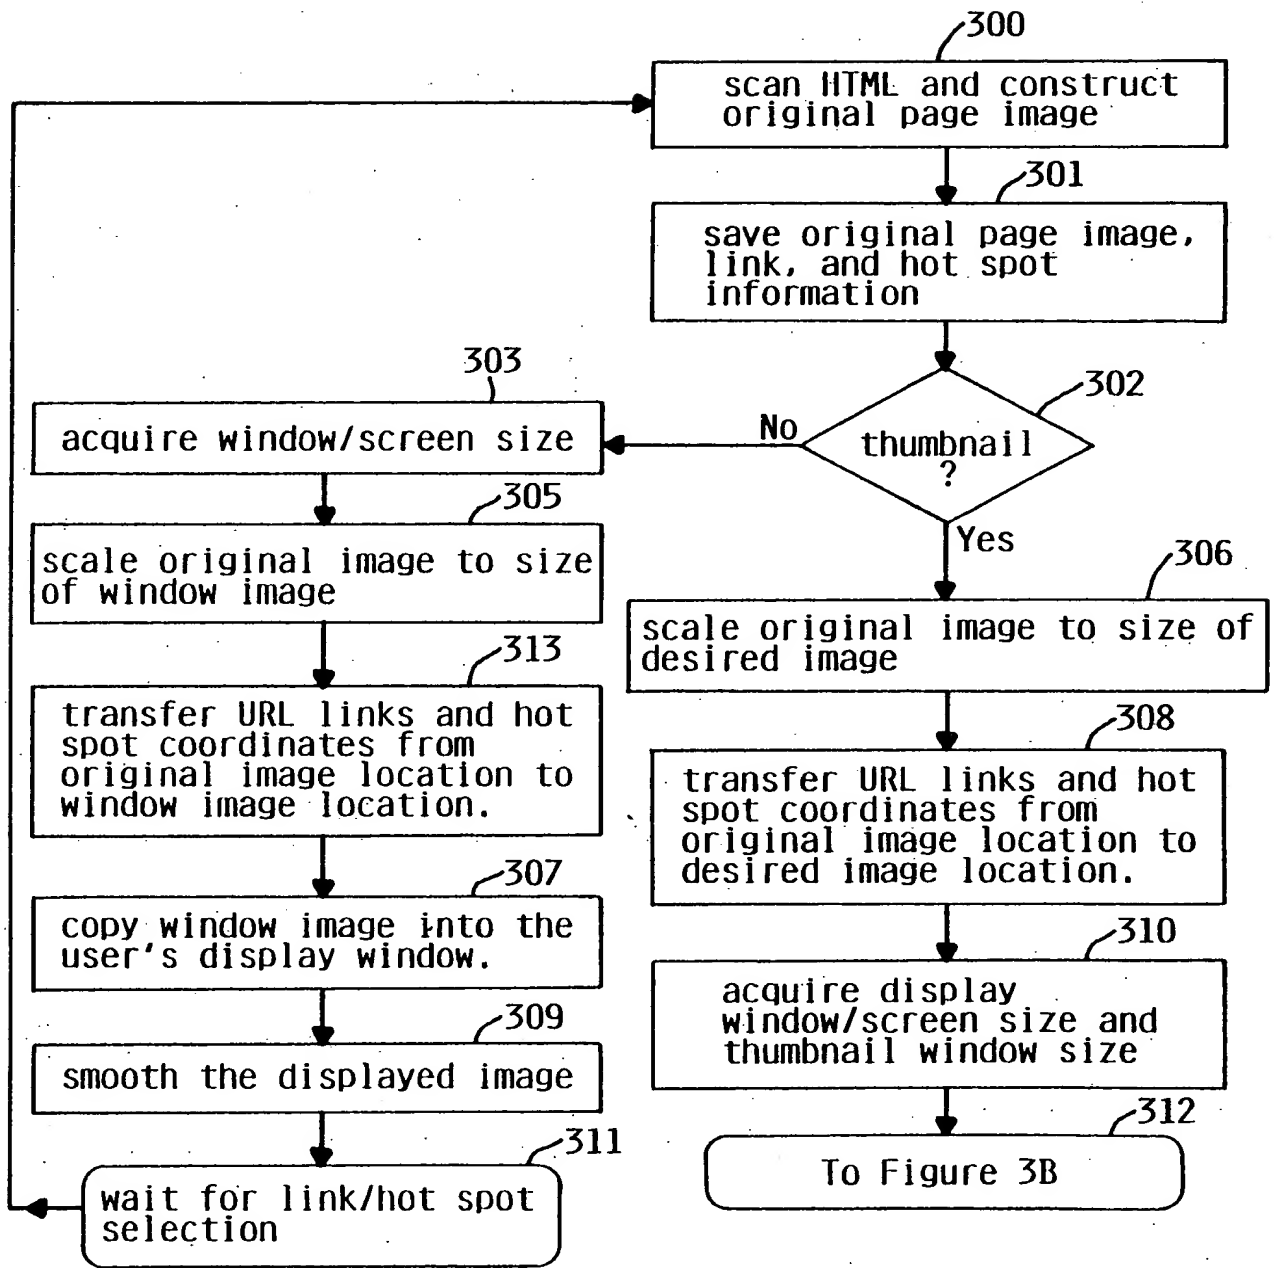 300
scan HTML and construct
original page image
301
save original page image,
link, and hot spot
information
302
thumbnail
?
No
Yes
303
acquire window/screen size
305
scale original image to size
of window image
313
transfer URL links and hot
spot coordinates from
original image location to
window image location.
307
copy window image into the
user's display window.
309
smooth the displayed image
311
wait for link/hot spot
selection
306
scale original image to size of
desired image
308
transfer URL links and hot
spot coordinates from
original image location to
desired image location.
310
acquire display
window/screen size and
thumbnail window size
312
To Figure 3B